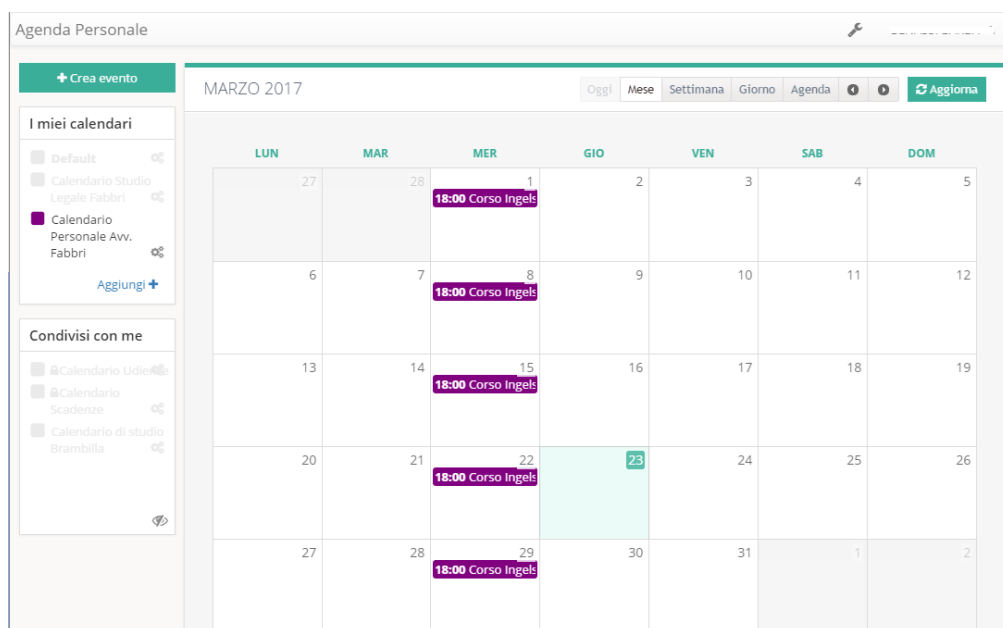 Agenda Personale
Crea evento
I miei calendari
Default
Calendario Studio
Legale Fabbri
Calendario
Personale Avv.
Fabbri
Aggiungi +
Condivisi con me
Calendario Udienze
Calendario
Scadenze
Calendario di studio
Brambilla
MARZO 2017
Oggi Mese Settimana Giorno Agenda Aggiorna
LUN MAR MER GIO VEN SAB DOM
27 28 1 2 3 4 5
18:00 Corso Ingels
6 7 8 9 10 11 12
18:00 Corso Ingels
13 14 15 16 17 18 19
18:00 Corso Ingels
20 21 22 23 24 25 26
18:00 Corso Ingels
27 28 29 30 31 1 2
18:00 Corso Ingels